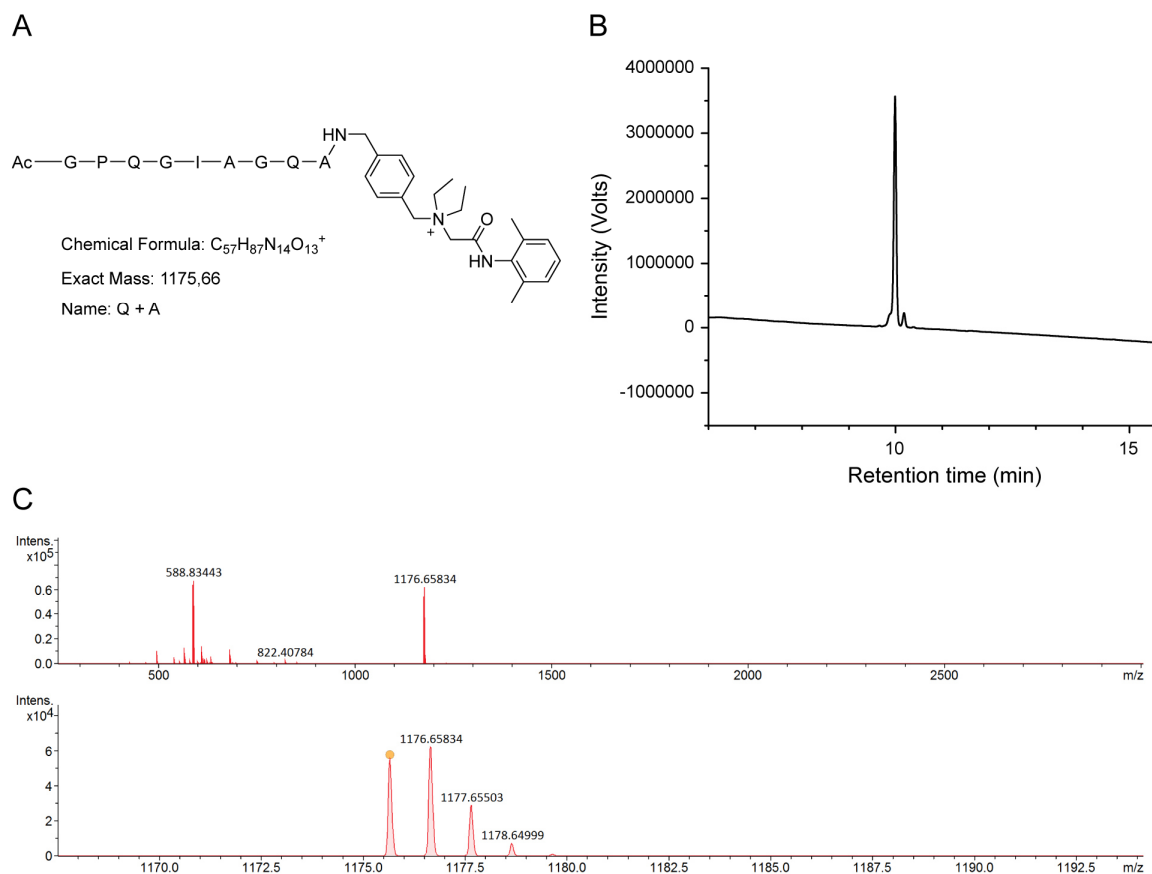 A
Ac G P Q G I A G Q A HN
N
+
O
HN
Chemical Formula: C57H87N14O13+
Exact Mass: 1175,66
Name: Q + A
B
4000000
3000000
2000000
1000000
0
-1000000
Intensity (Volts)
10 15
Retention time (min)
C
Intens.
x10^5
0.6
0.4
0.2
0.0
588.83443
822.40784
1176.65834
500 1000 1500 2000 2500 m/z
Intens.
x10^4
6
4
2
0
1176.65834
1177.65503
1178.64999
1170.0 1172.5 1175.0 1177.5 1180.0 1182.5 1185.0 1187.5 1190.0 1192.5 m/z